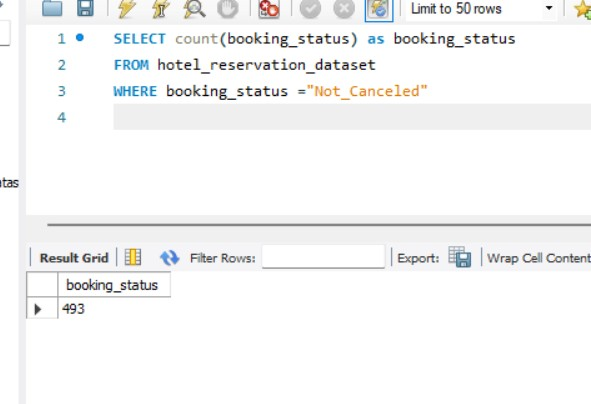 Limit to 50 rows
1 SELECT count(booking_status) as booking_status
2 FROM hotel_reservation_dataset
3 WHERE booking_status ="Not_Canceled"
4
tas
Result Grid Filter Rows: Export: Wrap Cell Content
booking_status
493